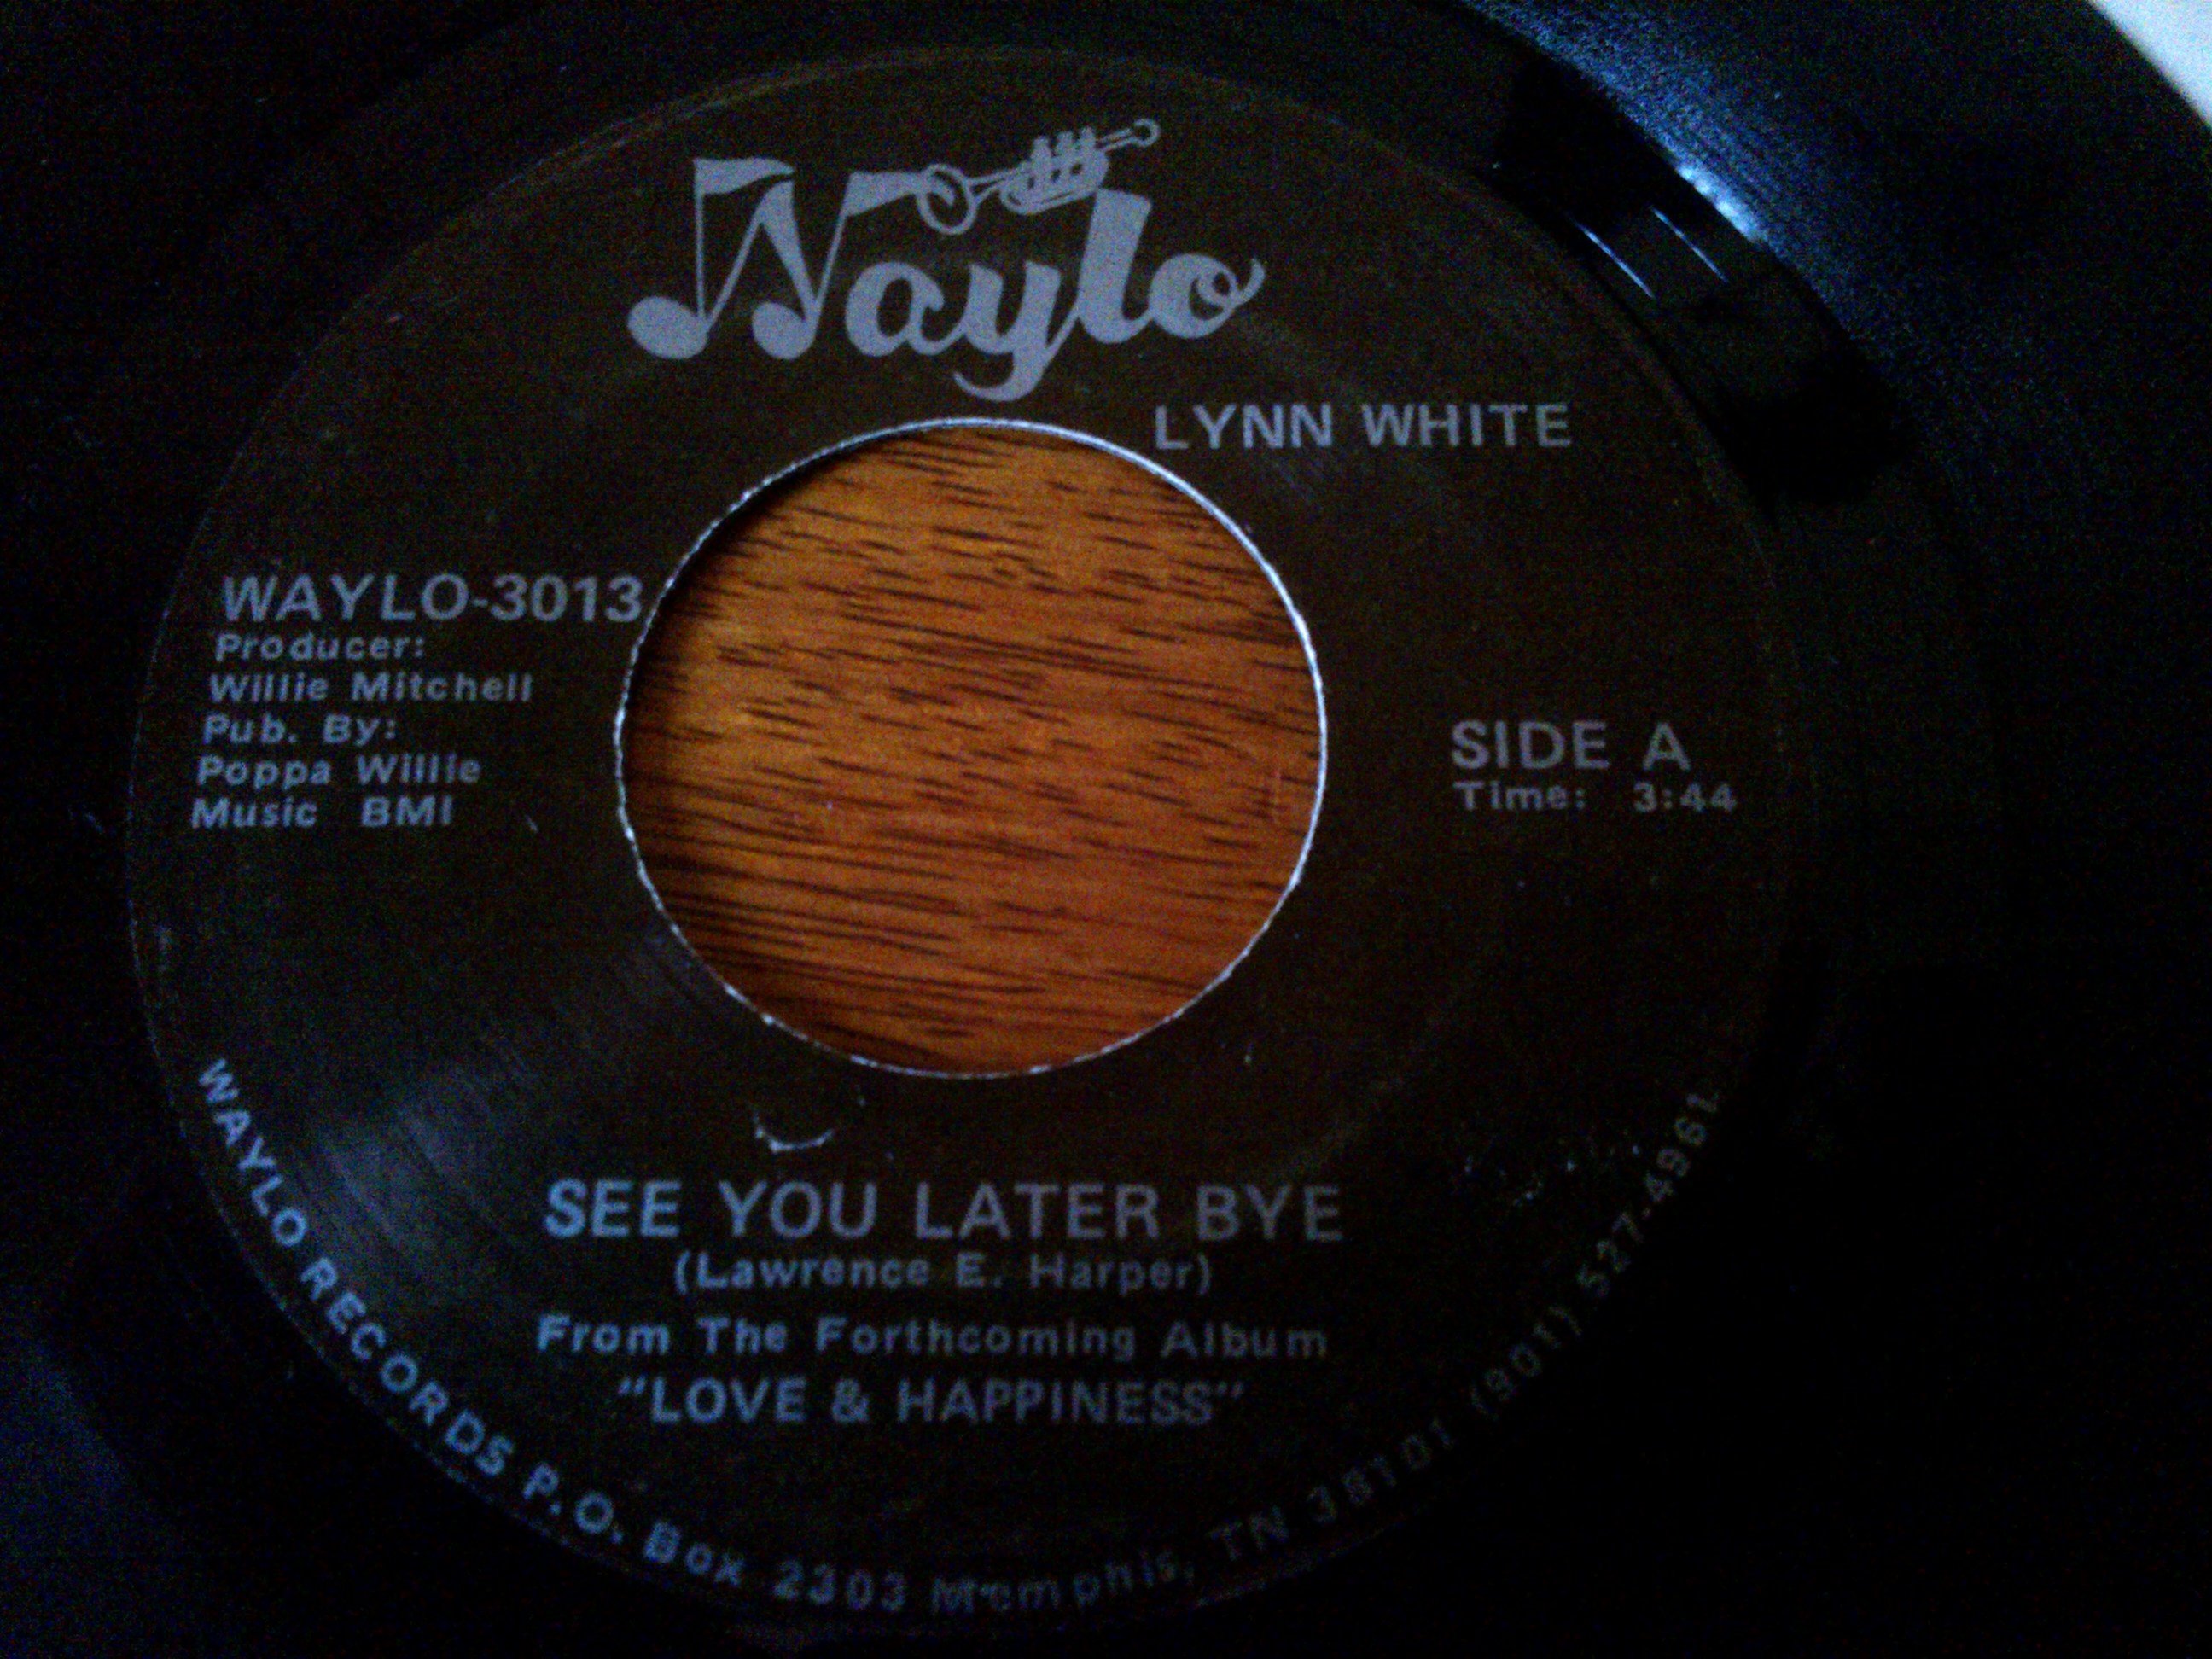 Waylo
LYNN WHITE
WAYLO-3013
Producer:
Willie Mitchell
Pub. By:
Poppa Willie
Music BMI
SIDE A
Time: 3:44
SEE YOU LATER BYE
(Lawrence E. Harper)
From The Forthcoming Album
"LOVE & HAPPINESS"
WAYLO RECORDS P.O. Box 2303 Memphis, TN 38101 (901) 527-4961